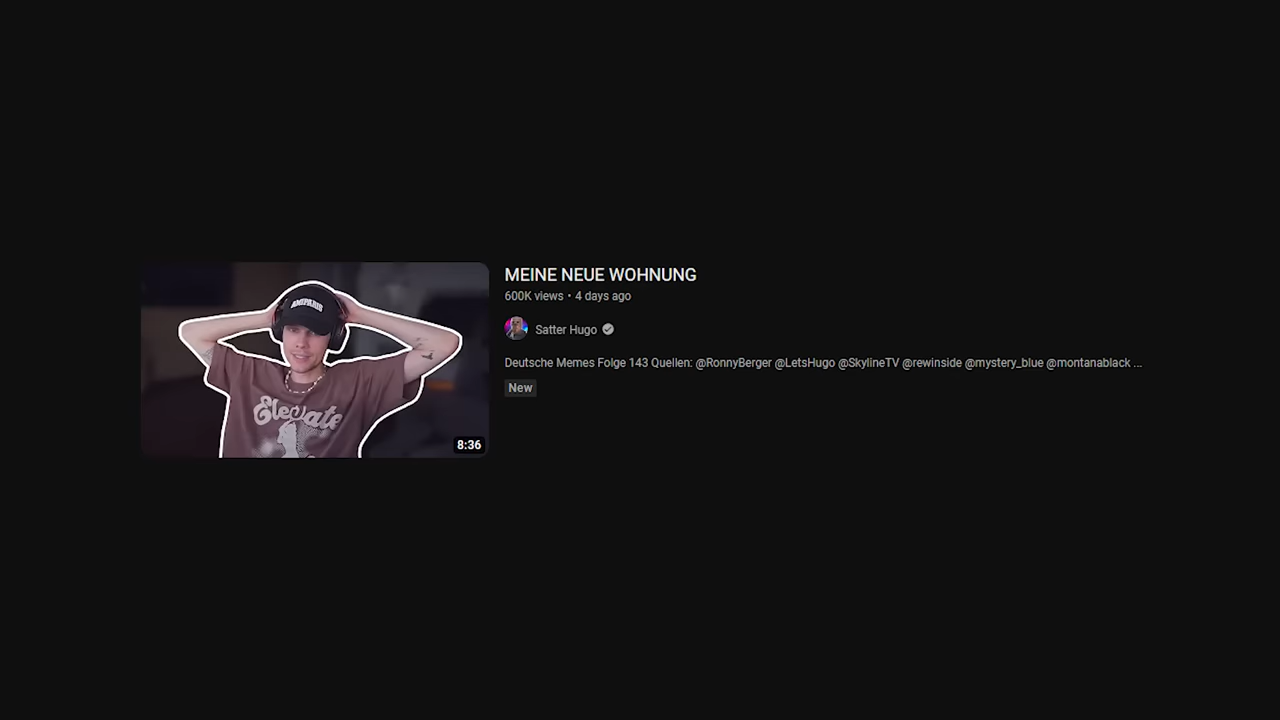 MEINE NEUE WOHNUNG
600K views • 4 days ago
Satter Hugo
Deutsche Memes Folge 143 Quellen: @RonnyBerger @LetsHugo @SkylineTV @rewinside @mystery_blue @montanablack ...
New
AMIPARIS
Elevate
8:36